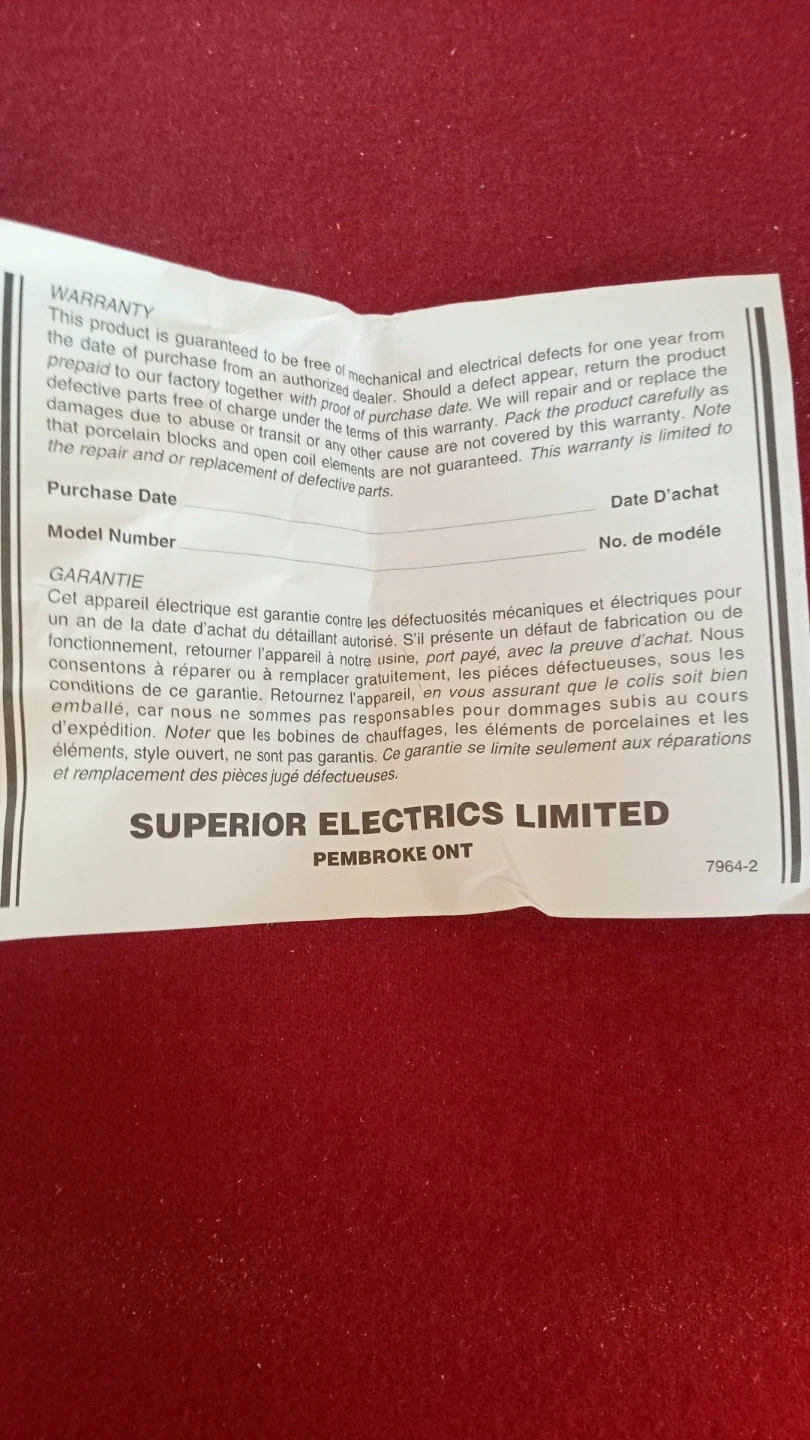 WARRANTY
This product is guaranteed to be free of mechanical and electrical defects for one year from
the date of purchase from an authorized dealer. Should a defect appear, return the product
prepaid to our factory together with proof of purchase date. We will repair and or replace the
defective parts free of charge under the terms of this warranty. Pack the product carefully as
damages due to abuse or transit or any other cause are not covered by this warranty. Note
that porcelain blocks and open coil elements are not guaranteed. This warranty is limited to
the repair and or replacement of defective parts.
Purchase Date Date D'achat
Model Number No. de modéle
GARANTIE
Cet appareil électrique est garantie contre les défectuosités mécaniques et électriques pour
un an de la date d'achat du détaillant autorisé. S'il présente un défaut de fabrication ou de
fonctionnement, retourner l'appareil à notre usine, port payé, avec la preuve d'achat. Nous
consentons à réparer ou à remplacer gratuitement, les piéces défectueuses, sous les
conditions de ce garantie. Retournez l'appareil, en vous assurant que le colis soit bien
emballé, car nous ne sommes pas responsables pour dommages subis au cours
d'expédition. Noter que les bobines de chauffages, les éléments de porcelaines et les
éléments, style ouvert, ne sont pas garantis. Ce garantie se limite seulement aux réparations
et remplacement des pièces jugé défectueuses.
SUPERIOR ELECTRICS LIMITED
PEMBROKE ONT
7964-2